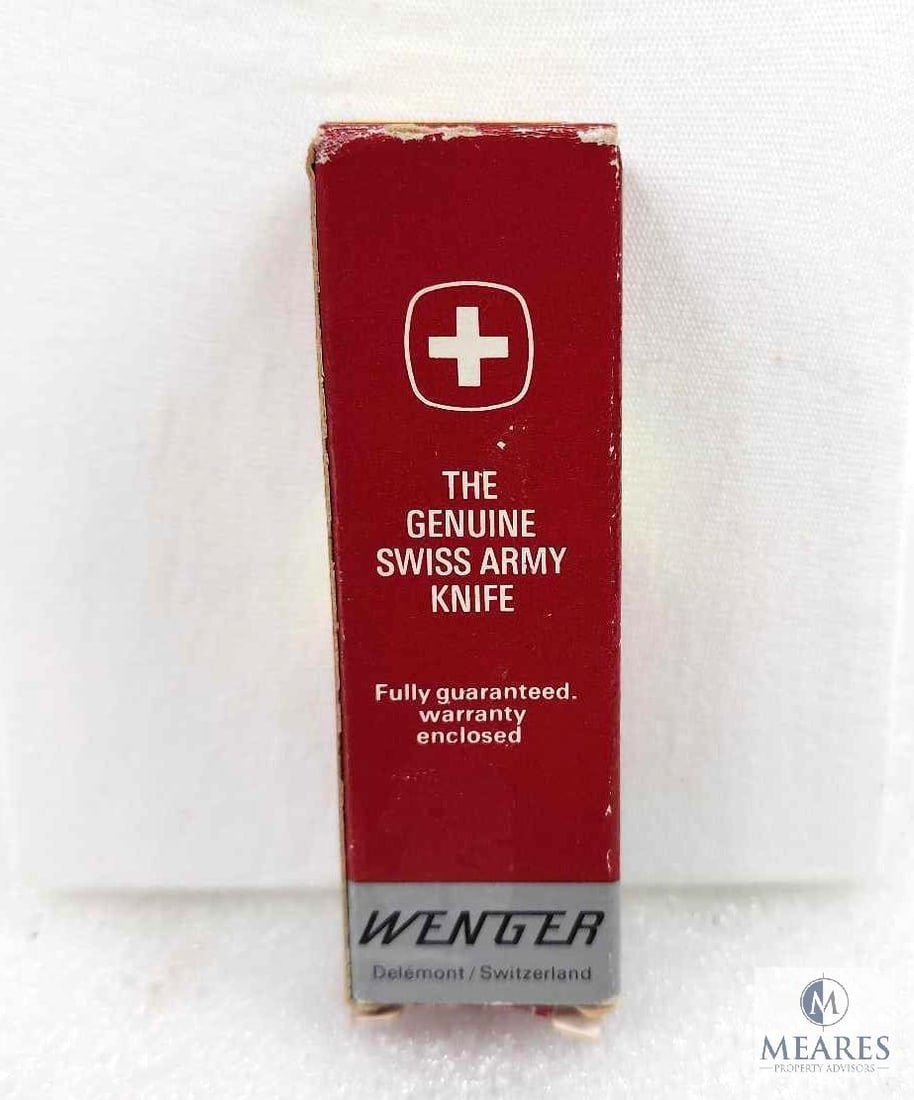 THE
GENUINE
SWISS ARMY
KNIFE
Fully guaranteed.
warranty
enclosed
WENGER
Delémont / Switzerland
M
MEARES
PROPERTY ADVISORS